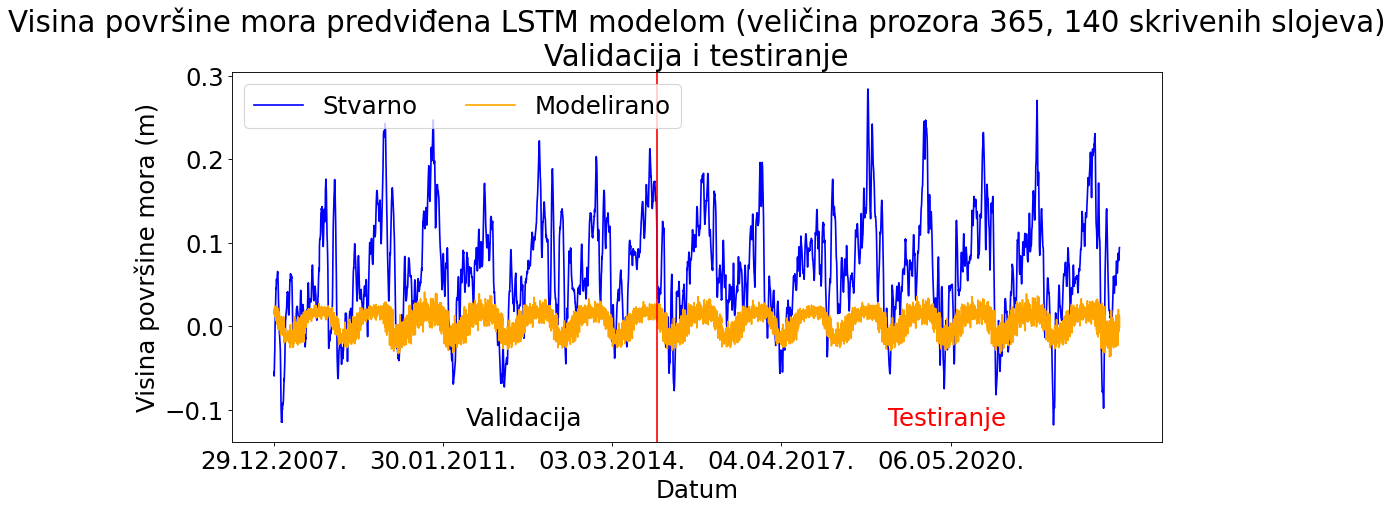 Visina površine mora predviđena LSTM modelom (veličina prozora 365, 140 skrivenih slojeva)
Validacija i testiranje
Stvarno Modelirano
Visina površine mora (m)
0.3
0.2
0.1
0.0
−0.1
Validacija Testiranje
29.12.2007. 30.01.2011. 03.03.2014. 04.04.2017. 06.05.2020.
Datum